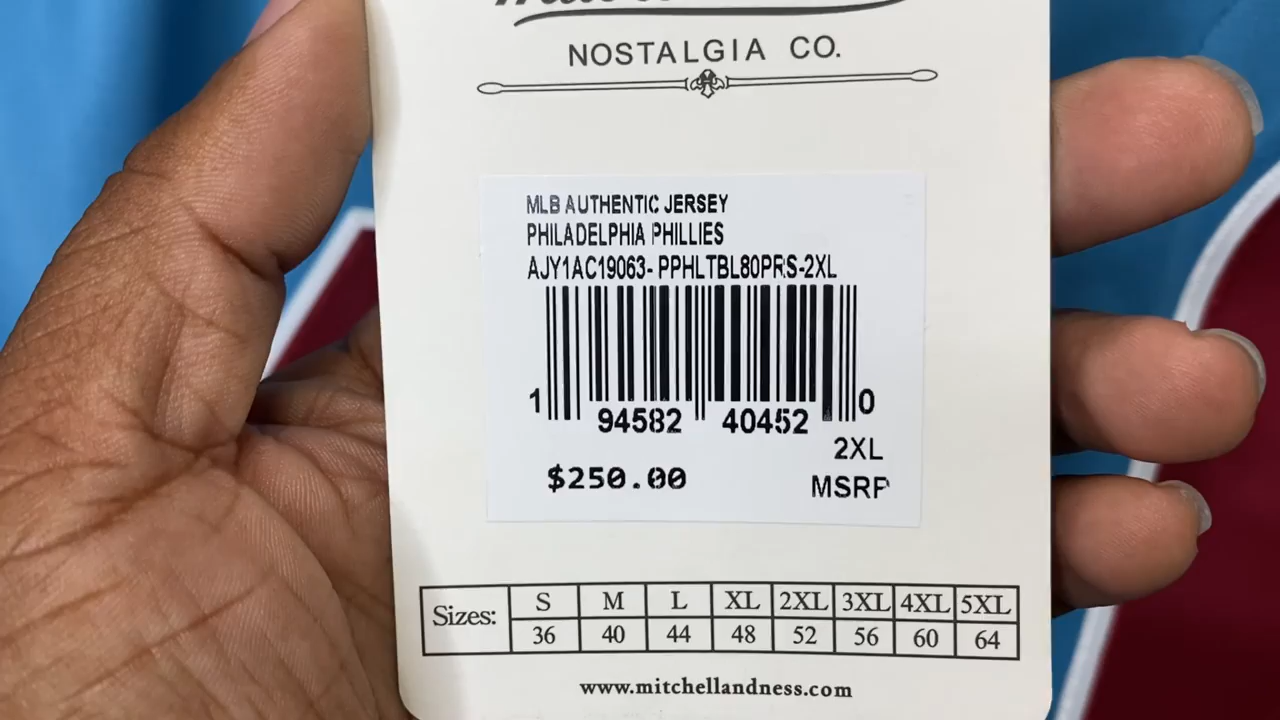 NOSTALGIA CO.
MLB AUTHENTIC JERSEY
PHILADELPHIA PHILLIES
AJY1AC19063- PPHLTBL80PRS-2XL
1 94582 40452 0
2XL
$250.00 MSRP
Sizes: S M L XL 2XL 3XL 4XL 5XL
36 40 44 48 52 56 60 64
www.mitchellandness.com